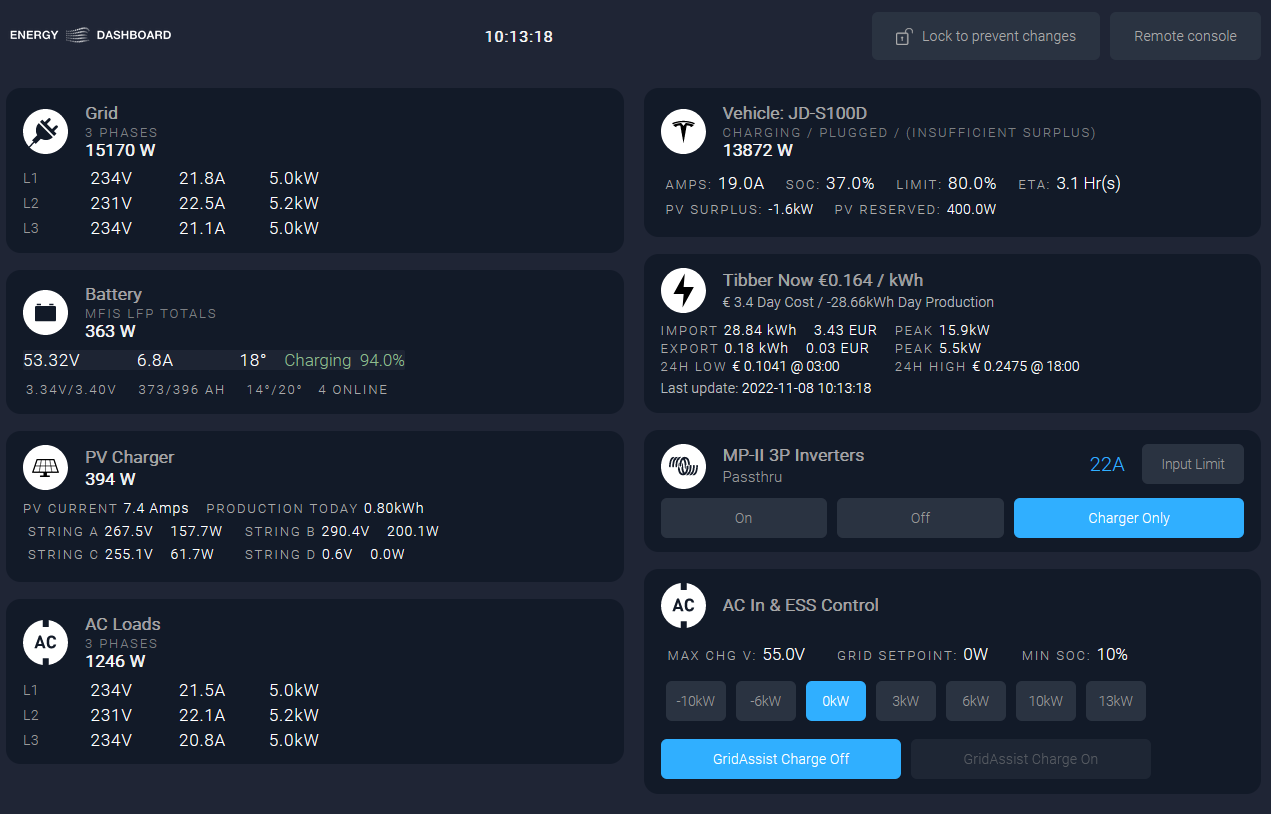 ENERGY DASHBOARD
10:13:18
Lock to prevent changes
Remote console
Grid
3 PHASES
15170 W
L1 234V 21.8A 5.0kW
L2 231V 22.5A 5.2kW
L3 234V 21.1A 5.0kW
Battery
MFIS LFP TOTALS
363 W
53.32V 6.8A 18° Charging 94.0%
3.34V/3.40V 373/396 AH 14°/20° 4 ONLINE
PV Charger
394 W
PV CURRENT 7.4 Amps PRODUCTION TODAY 0.80kWh
STRING A 267.5V 157.7W STRING B 290.4V 200.1W
STRING C 255.1V 61.7W STRING D 0.6V 0.0W
AC
AC Loads
3 PHASES
1246 W
L1 234V 21.5A 5.0kW
L2 231V 22.1A 5.2kW
L3 234V 20.8A 5.0kW
Vehicle: JD-S100D
CHARGING / PLUGGED / (INSUFFICIENT SURPLUS)
13872 W
AMPS: 19.0A SOC: 37.0% LIMIT: 80.0% ETA: 3.1 Hr(s)
PV SURPLUS: -1.6kW PV RESERVED: 400.0W
Tibber Now €0.164 / kWh
€ 3.4 Day Cost / -28.66kWh Day Production
IMPORT 28.84 kWh 3.43 EUR PEAK 15.9kW
EXPORT 0.18 kWh 0.03 EUR PEAK 5.5kW
24H LOW € 0.1041 @ 03:00 24H HIGH € 0.2475 @ 18:00
Last update: 2022-11-08 10:13:18
MP-II 3P Inverters
Passthru
22A
Input Limit
On
Off
Charger Only
AC
AC In & ESS Control
MAX CHG V: 55.0V GRID SETPOINT: 0W MIN SOC: 10%
-10kW -6kW 0kW 3kW 6kW 10kW 13kW
GridAssist Charge Off
GridAssist Charge On